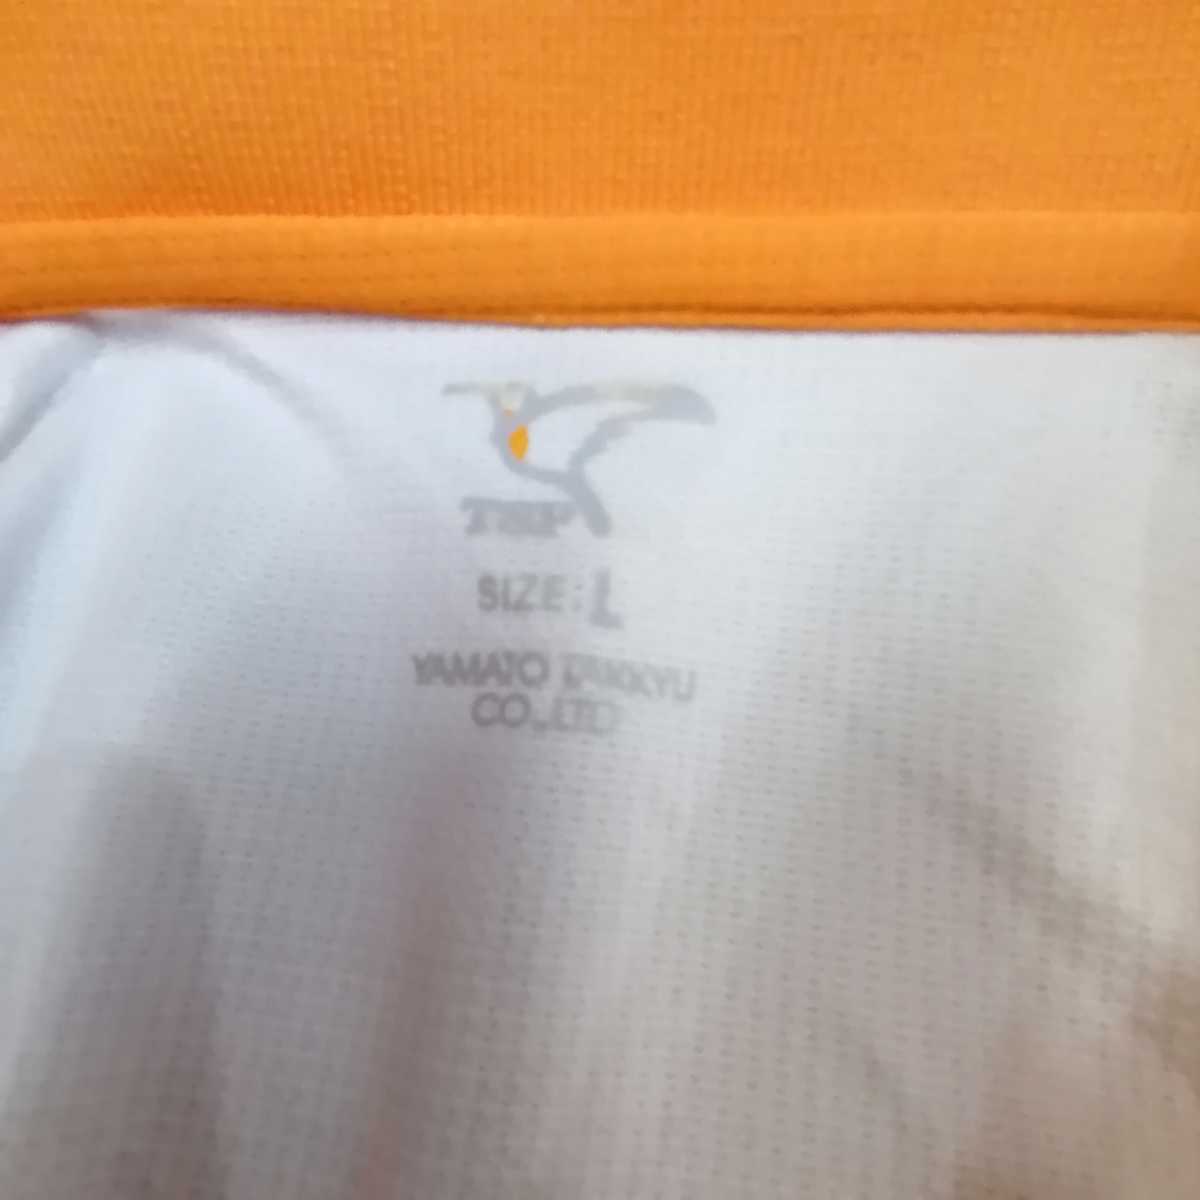 TSP
SIZE: L
YAMATO TAKKYU
CO.,LTD